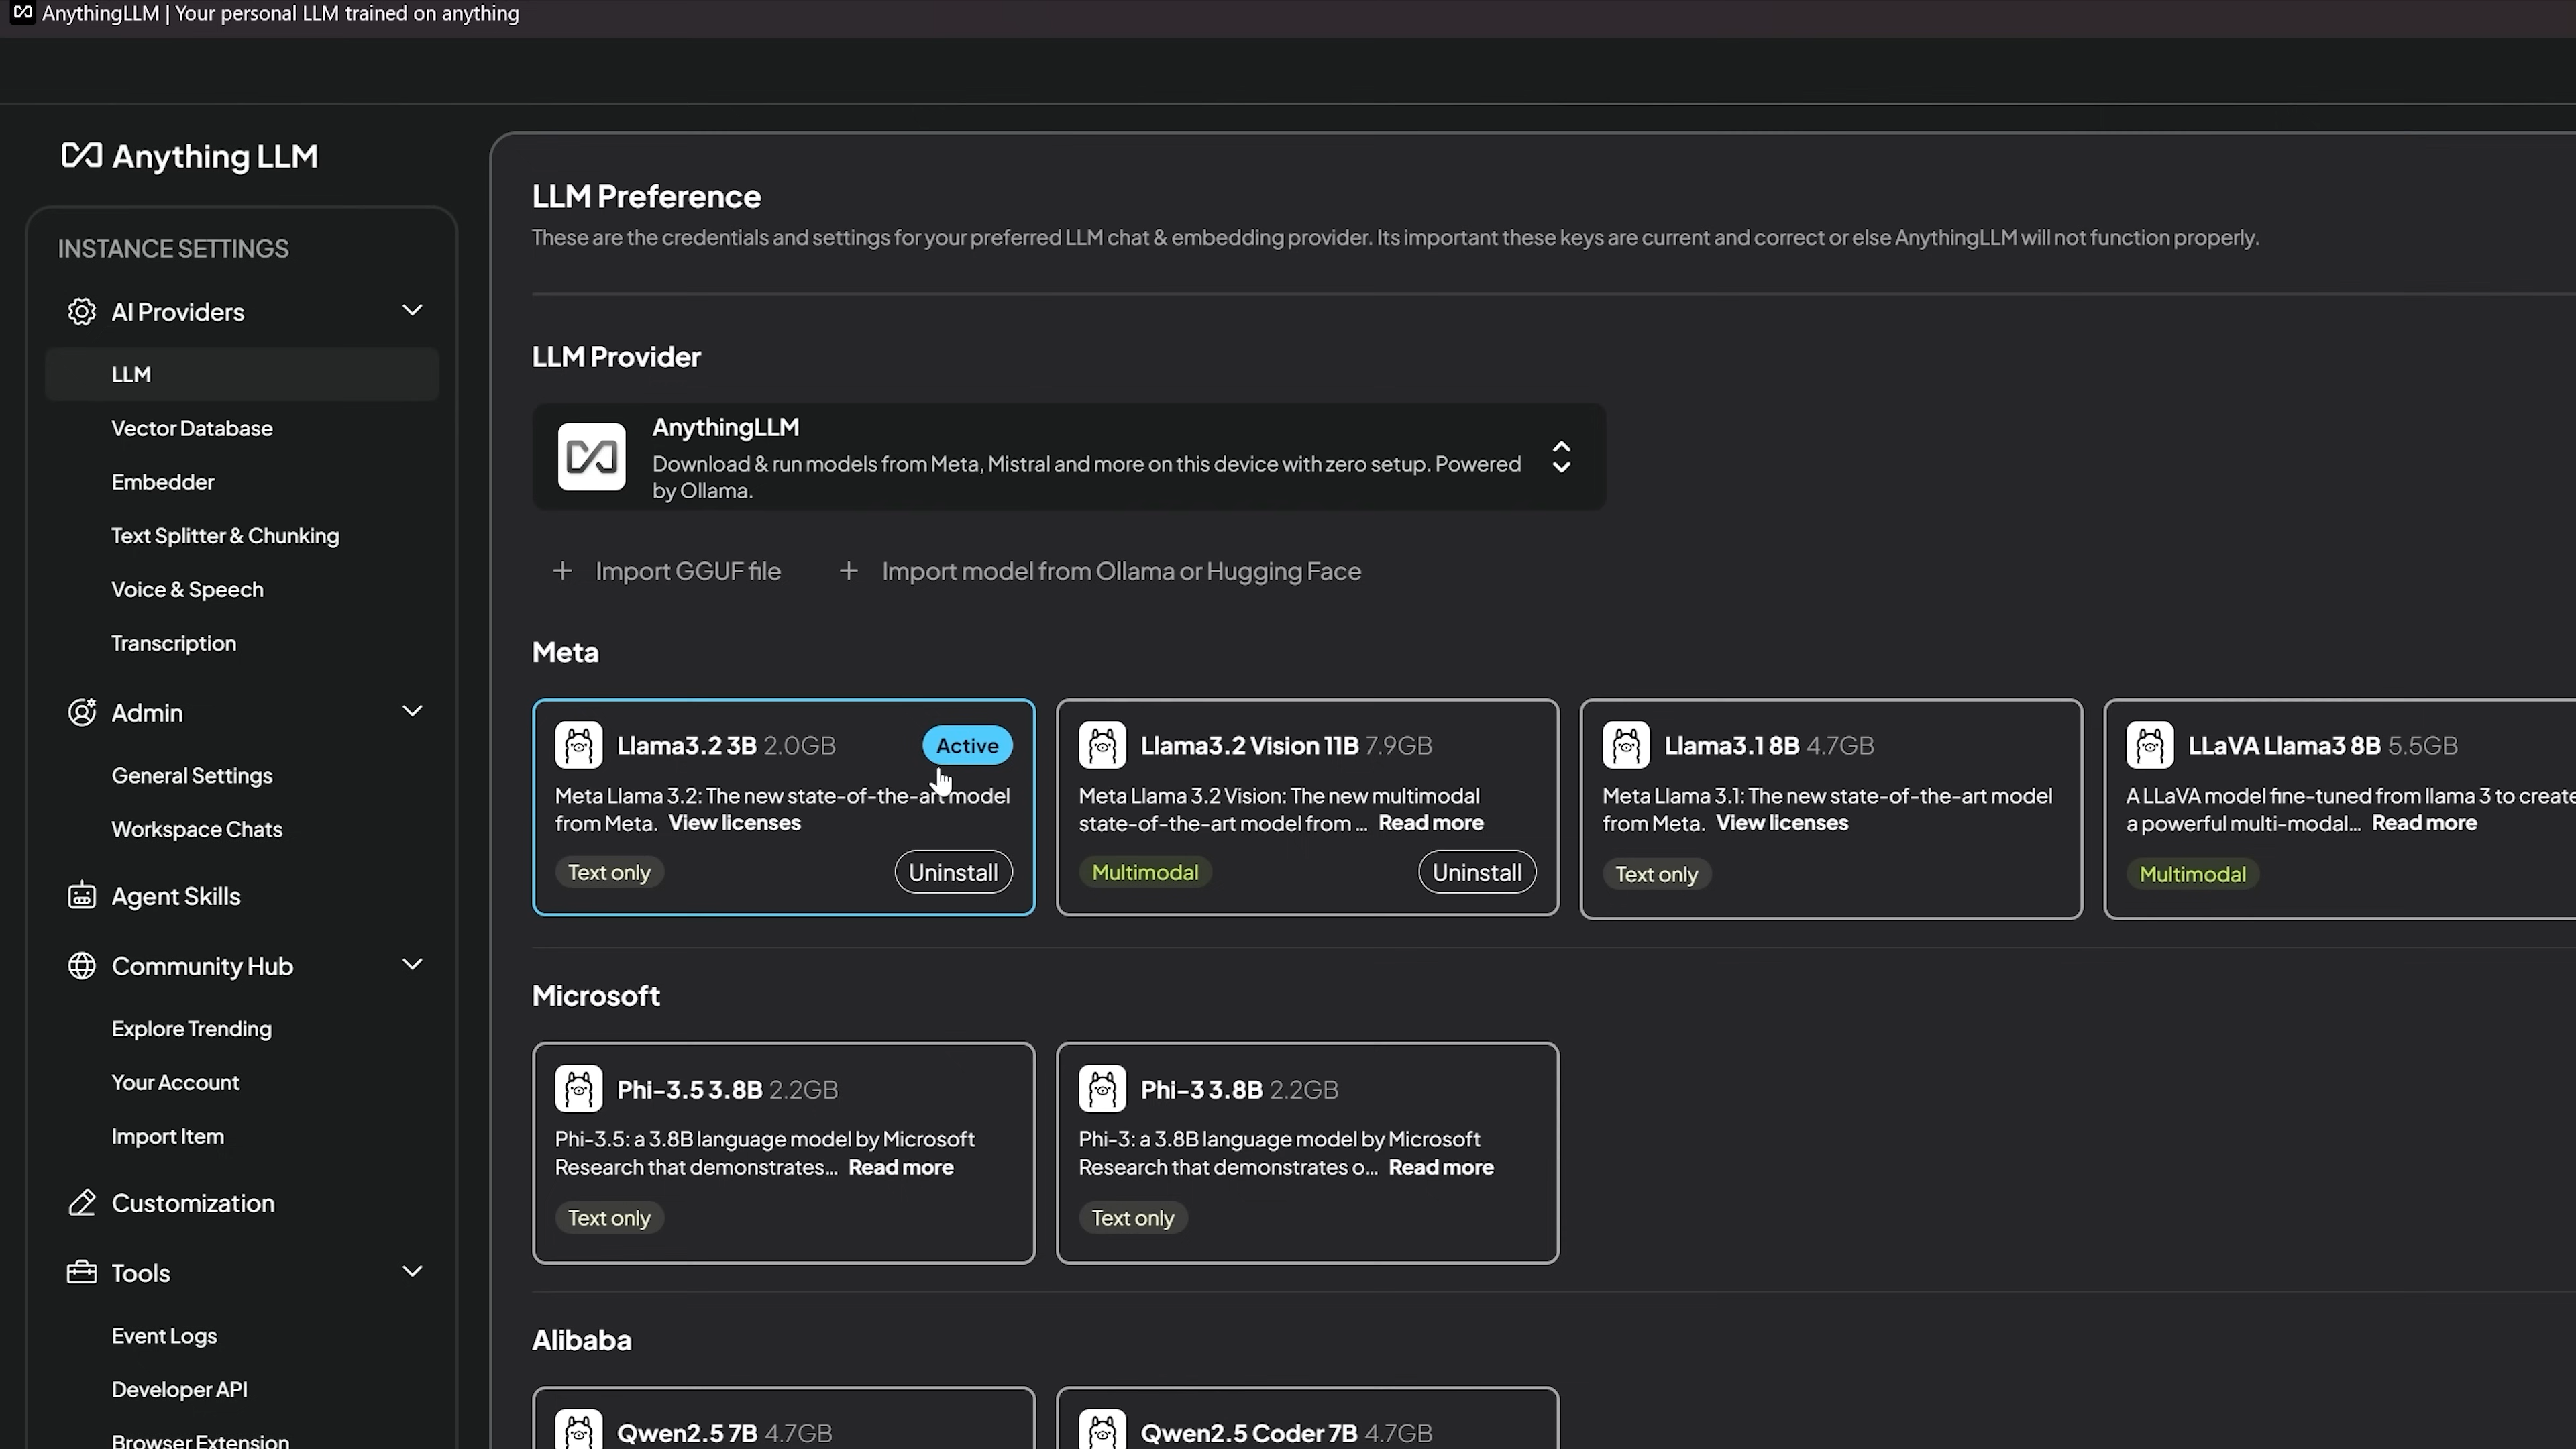 AnythingLLM | Your personal LLM trained on anything
Anything LLM
INSTANCE SETTINGS
AI Providers
LLM
Vector Database
Embedder
Text Splitter & Chunking
Voice & Speech
Transcription
Admin
General Settings
Workspace Chats
Agent Skills
Community Hub
Explore Trending
Your Account
Import Item
Customization
Tools
Event Logs
Developer API
Browser Extension
LLM Preference
These are the credentials and settings for your preferred LLM chat & embedding provider. Its important these keys are current and correct or else AnythingLLM will not function properly.
LLM Provider
AnythingLLM
Download & run models from Meta, Mistral and more on this device with zero setup. Powered
by Ollama.
+ Import GGUF file + Import model from Ollama or Hugging Face
Meta
Llama3.2 3B 2.0GB Active
Meta Llama 3.2: The new state-of-the-art model
from Meta. View licenses
Text only Uninstall
Llama3.2 Vision 11B 7.9GB
Meta Llama 3.2 Vision: The new multimodal
state-of-the-art model from ... Read more
Multimodal Uninstall
Llama3.1 8B 4.7GB
Meta Llama 3.1: The new state-of-the-art model
from Meta. View licenses
Text only
LLaVA Llama3 8B 5.5GB
A LLaVA model fine-tuned from llama 3 to create
a powerful multi-modal... Read more
Multimodal
Microsoft
Phi-3.5 3.8B 2.2GB
Phi-3.5: a 3.8B language model by Microsoft
Research that demonstrates... Read more
Text only
Phi-3 3.8B 2.2GB
Phi-3: a 3.8B language model by Microsoft
Research that demonstrates o... Read more
Text only
Alibaba
Qwen2.5 7B 4.7GB
Qwen2.5 Coder 7B 4.7GB